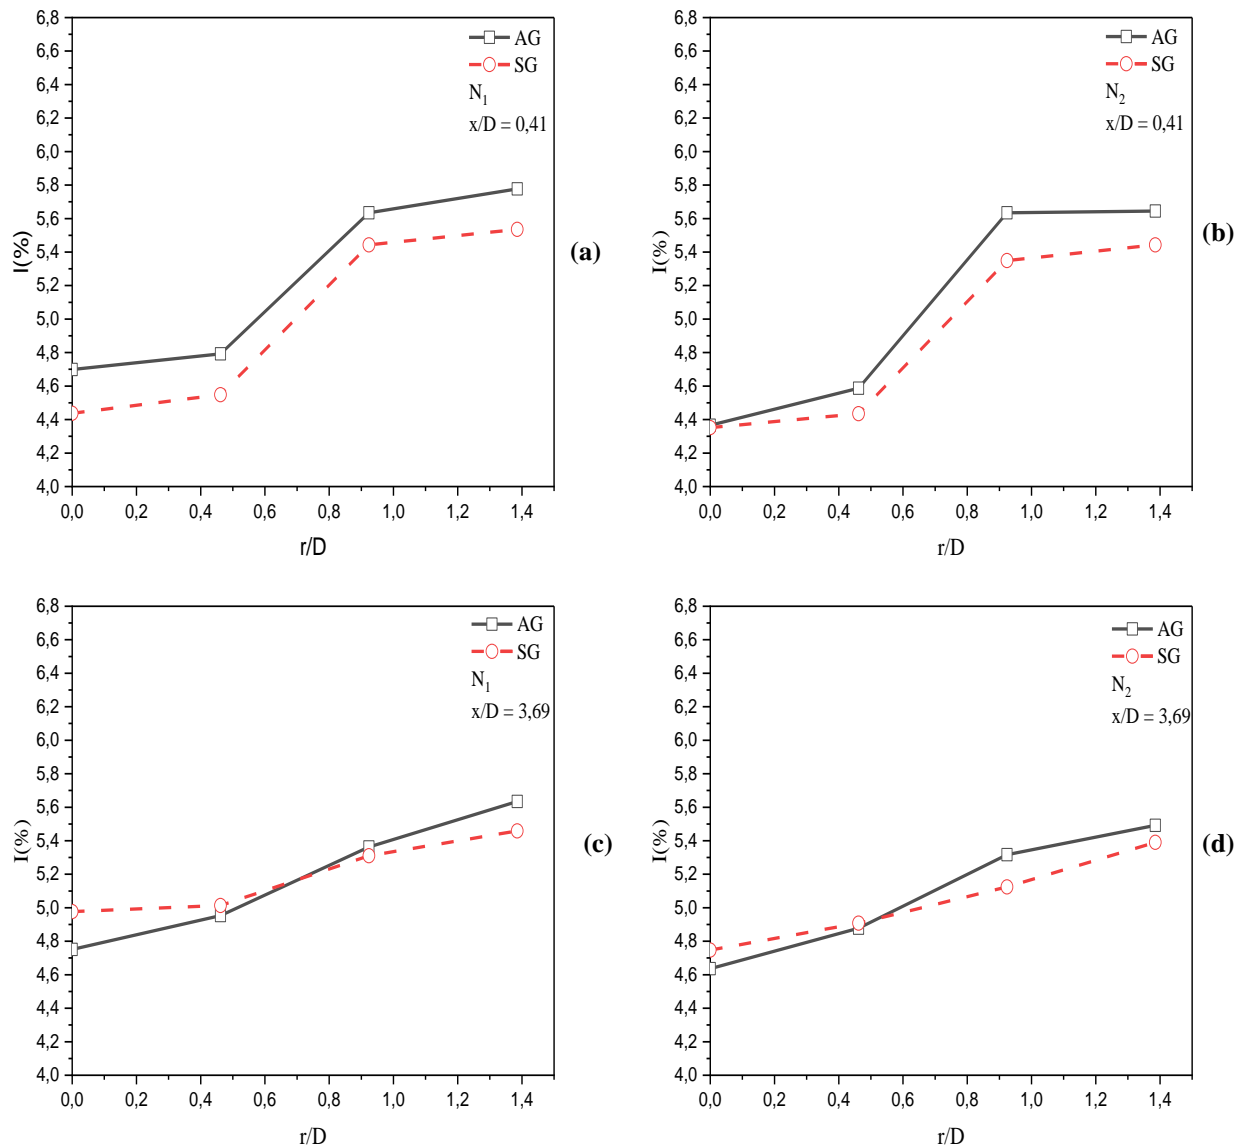 6,8
6,6
6,4
6,2
6,0
5,8
5,6
5,4
5,2
5,0
4,8
4,6
4,4
4,2
4,0
I(%)
0,0 0,2 0,4 0,6 0,8 1,0 1,2 1,4
r/D
AG
SG
N₁
x/D = 0,41
(a)
6,8
6,6
6,4
6,2
6,0
5,8
5,6
5,4
5,2
5,0
4,8
4,6
4,4
4,2
4,0
I(%)
0,0 0,2 0,4 0,6 0,8 1,0 1,2 1,4
r/D
AG
SG
N₂
x/D = 0,41
(b)
6,8
6,6
6,4
6,2
6,0
5,8
5,6
5,4
5,2
5,0
4,8
4,6
4,4
4,2
4,0
I(%)
0,0 0,2 0,4 0,6 0,8 1,0 1,2 1,4
r/D
AG
SG
N₁
x/D = 3,69
(c)
6,8
6,6
6,4
6,2
6,0
5,8
5,6
5,4
5,2
5,0
4,8
4,6
4,4
4,2
4,0
I(%)
0,0 0,2 0,4 0,6 0,8 1,0 1,2 1,4
r/D
AG
SG
N₂
x/D = 3,69
(d)